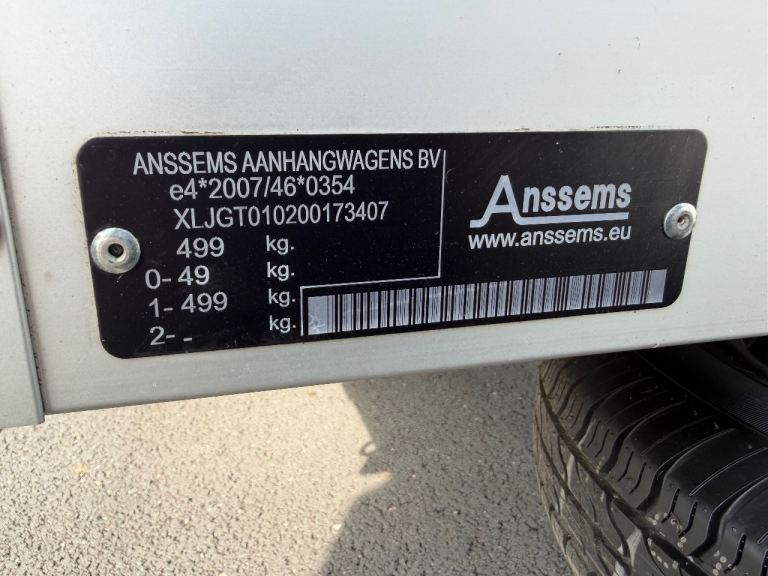 ANSSEMS AANHANGWAGENS BV
e4*2007/46*0354
XLJGT010200173407
499 kg.
0- 49 kg.
1- 499 kg.
2- - kg.
Anssems
www.anssems.eu